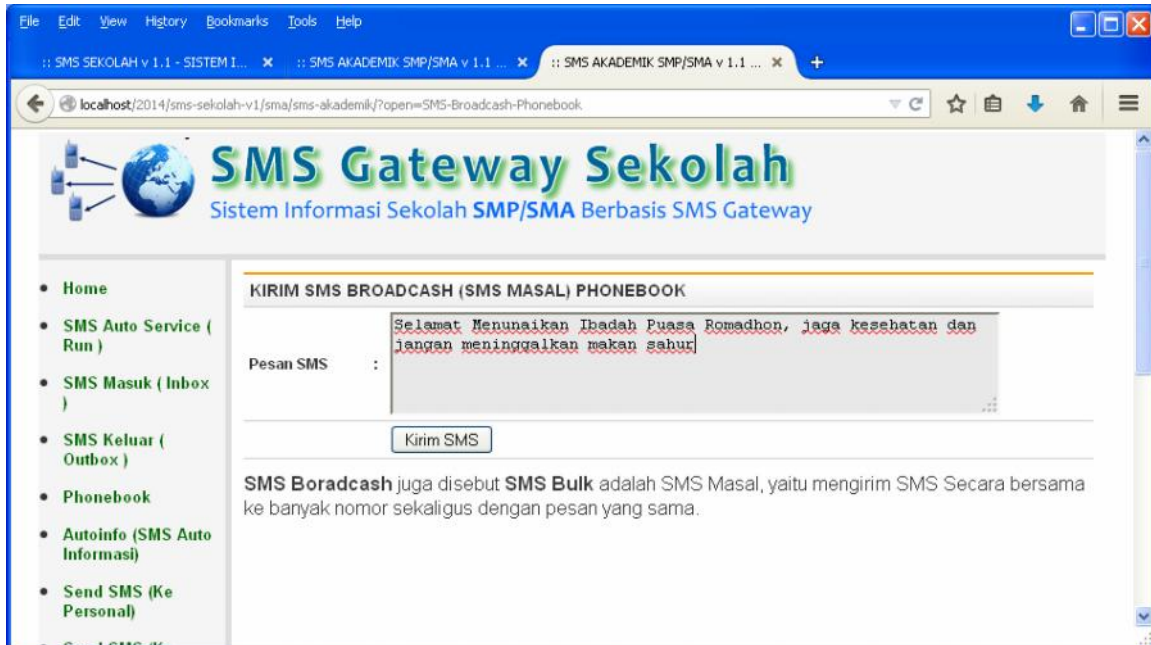 File Edit View History Bookmarks Tools Help
:: SMS SEKOLAH v 1.1 - SISTEM I... :: SMS AKADEMIK SMP/SMA v 1.1 ... :: SMS AKADEMIK SMP/SMA v 1.1 ...
localhost/2014/sms-sekolah-v1/sma/sms-akademik/?open=SMS-Broadcash-Phonebook
SMS Gateway Sekolah
Sistem Informasi Sekolah SMP/SMA Berbasis SMS Gateway
Home
SMS Auto Service (
Run )
SMS Masuk ( Inbox
)
SMS Keluar (
Outbox )
Phonebook
Autoinfo (SMS Auto
Informasi)
Send SMS (Ke
Personal)
KIRIM SMS BROADCASH (SMS MASAL) PHONEBOOK
Pesan SMS :
Selamat Menunaikan Ibadah Puasa Romadhon, jaga kesehatan dan
jangan meninggalkan makan sahur
Kirim SMS
SMS Boradcash juga disebut SMS Bulk adalah SMS Masal, yaitu mengirim SMS Secara bersama
ke banyak nomor sekaligus dengan pesan yang sama.